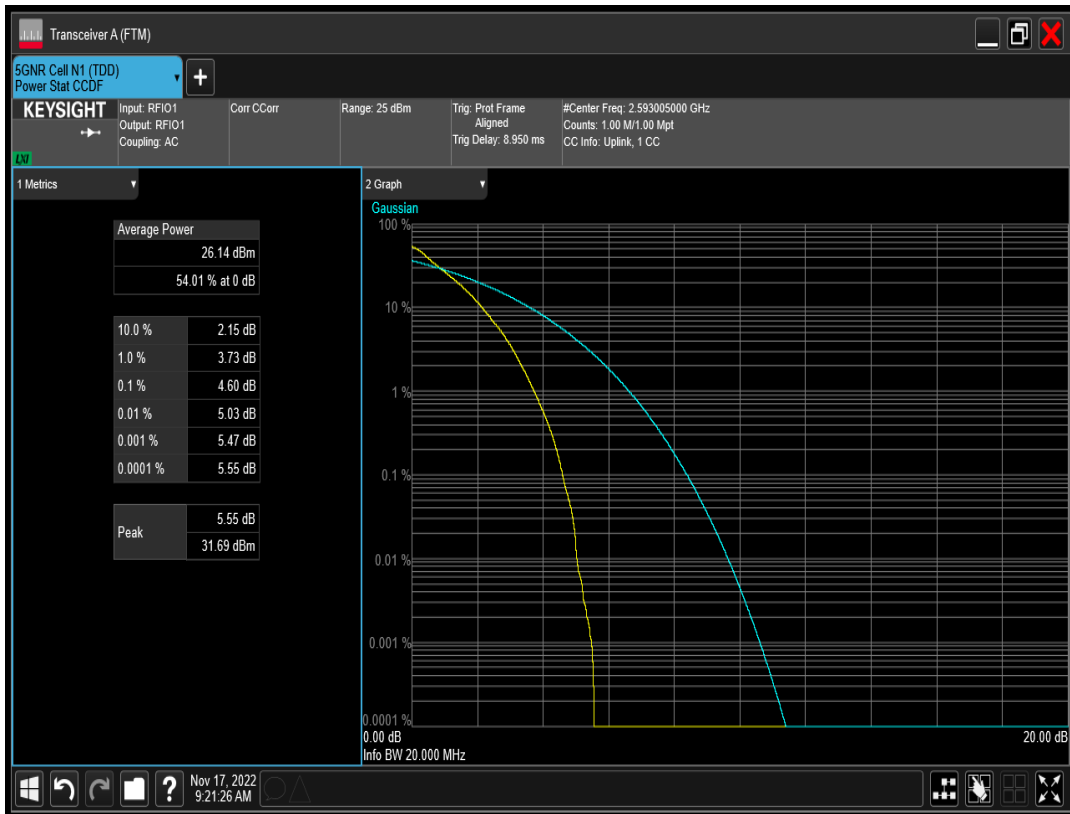 Transceiver A (FTM)
5GNR Cell N1 (TDD)
Power Stat CCDF
+
KEYSIGHT
LXI
Input: RFIO1
Output: RFIO1
Coupling: AC
Corr CCorr
Range: 25 dBm
Trig: Prot Frame
Aligned
Trig Delay: 8.950 ms
#Center Freq: 2.593005000 GHz
Counts: 1.00 M/1.00 Mpt
CC Info: Uplink, 1 CC
1 Metrics
Average Power
26.14 dBm
54.01 % at 0 dB
10.0 % 2.15 dB
1.0 % 3.73 dB
0.1 % 4.60 dB
0.01 % 5.03 dB
0.001 % 5.47 dB
0.0001 % 5.55 dB
Peak
5.55 dB
31.69 dBm
2 Graph
Gaussian
100 %
10 %
1 %
0.1 %
0.01 %
0.001 %
0.0001 %
0.00 dB 20.00 dB
Info BW 20.000 MHz
?
Nov 17, 2022
9:21:26 AM